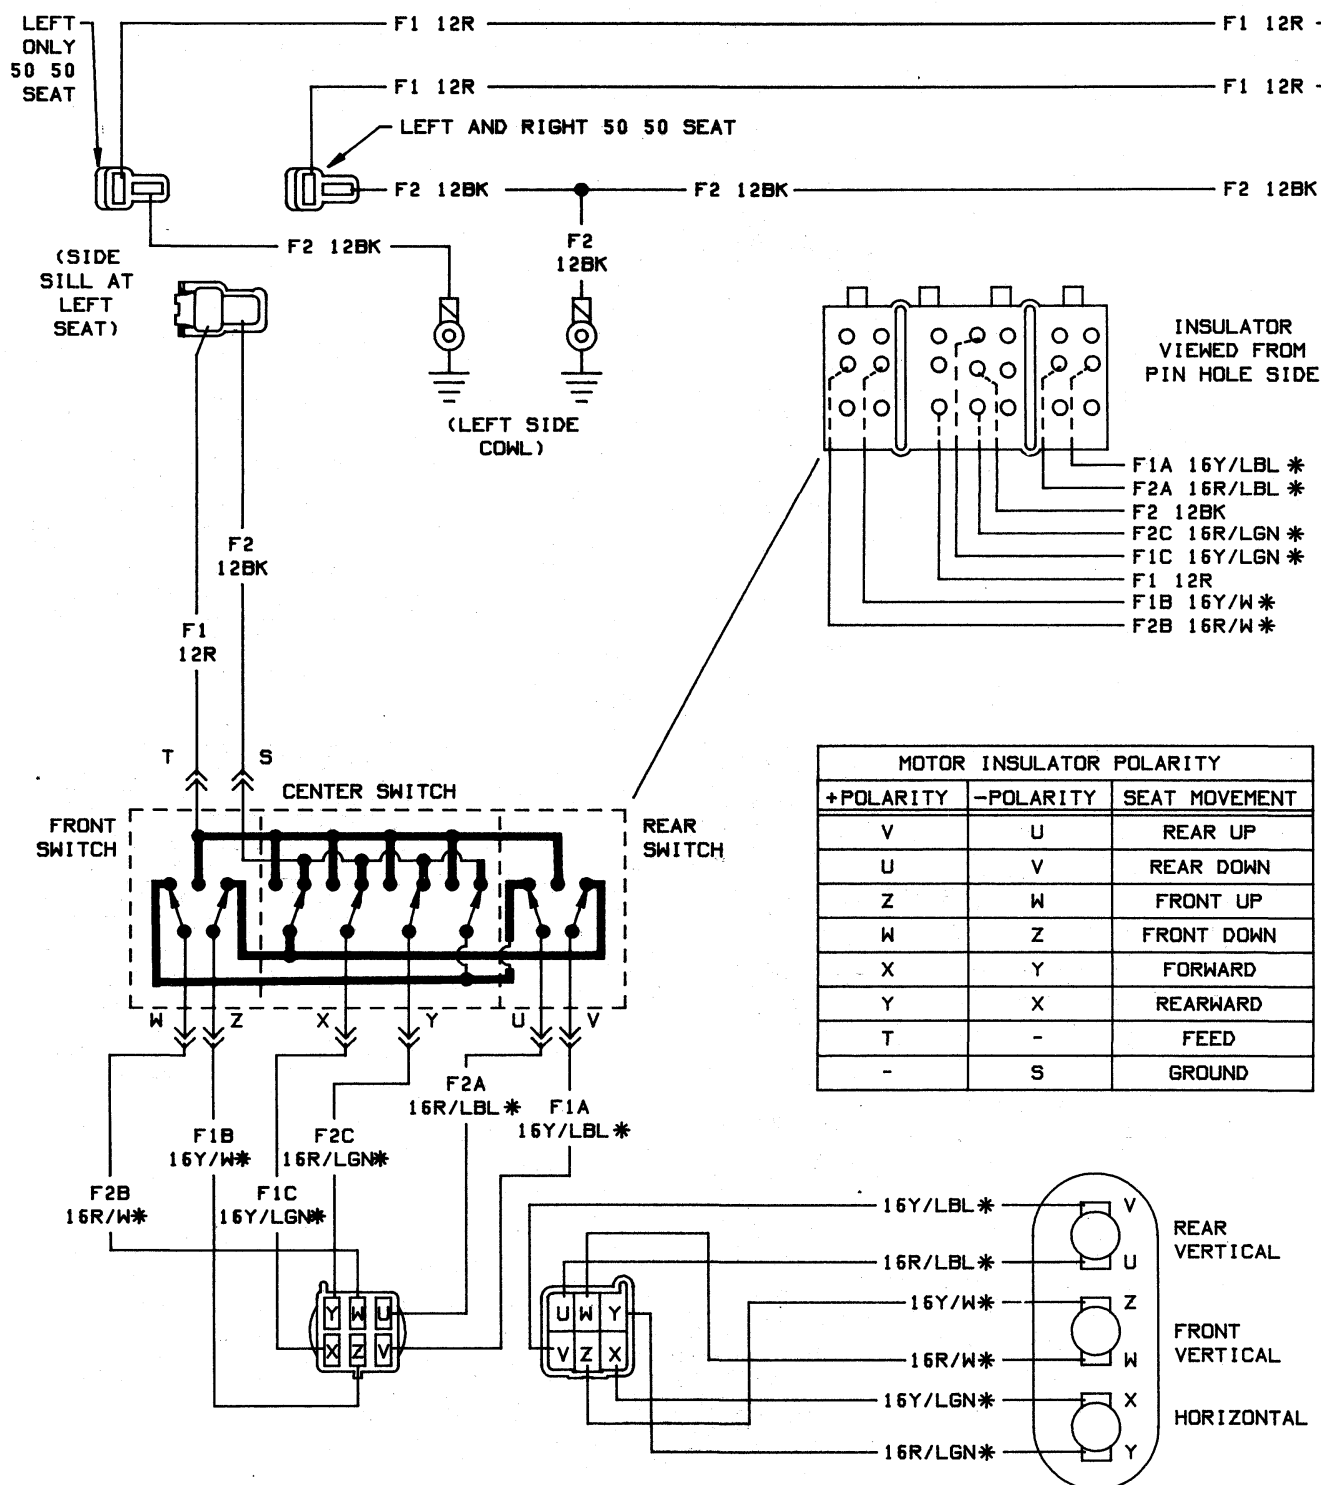 LEFT
ONLY
50 50
SEAT
F1 12R
F1 12R
F1 12R
F1 12R
LEFT AND RIGHT 50 50 SEAT
F2 12BK
F2 12BK
F2 12BK
F2 12BK
F2
12BK
(SIDE
SILL AT
LEFT
SEAT)
(LEFT SIDE
COWL)
INSULATOR
VIEWED FROM
PIN HOLE SIDE
F1A 16Y/LBL *
F2A 16R/LBL *
F2 12BK
F2C 16R/LGN *
F1C 16Y/LGN *
F1 12R
F1B 16Y/W *
F2B 16R/W *
F2
12BK
F1
12R
T
S
CENTER SWITCH
FRONT
SWITCH
REAR
SWITCH
MOTOR INSULATOR POLARITY
+POLARITY -POLARITY SEAT MOVEMENT
V U REAR UP
U V REAR DOWN
Z W FRONT UP
W Z FRONT DOWN
X Y FORWARD
Y X REARWARD
T - FEED
- S GROUND
W Z X Y U V
F2A
16R/LBL *
F1A
16Y/LBL *
F1B
16Y/W*
F2C
16R/LGN*
F2B
16R/W*
F1C
16Y/LGN*
Y W U
X Z V
U W Y
V Z X
16Y/LBL* V
REAR
VERTICAL
16R/LBL* U
16Y/W* Z
FRONT
VERTICAL
16R/W* W
16Y/LGN* X
HORIZONTAL
16R/LGN* Y